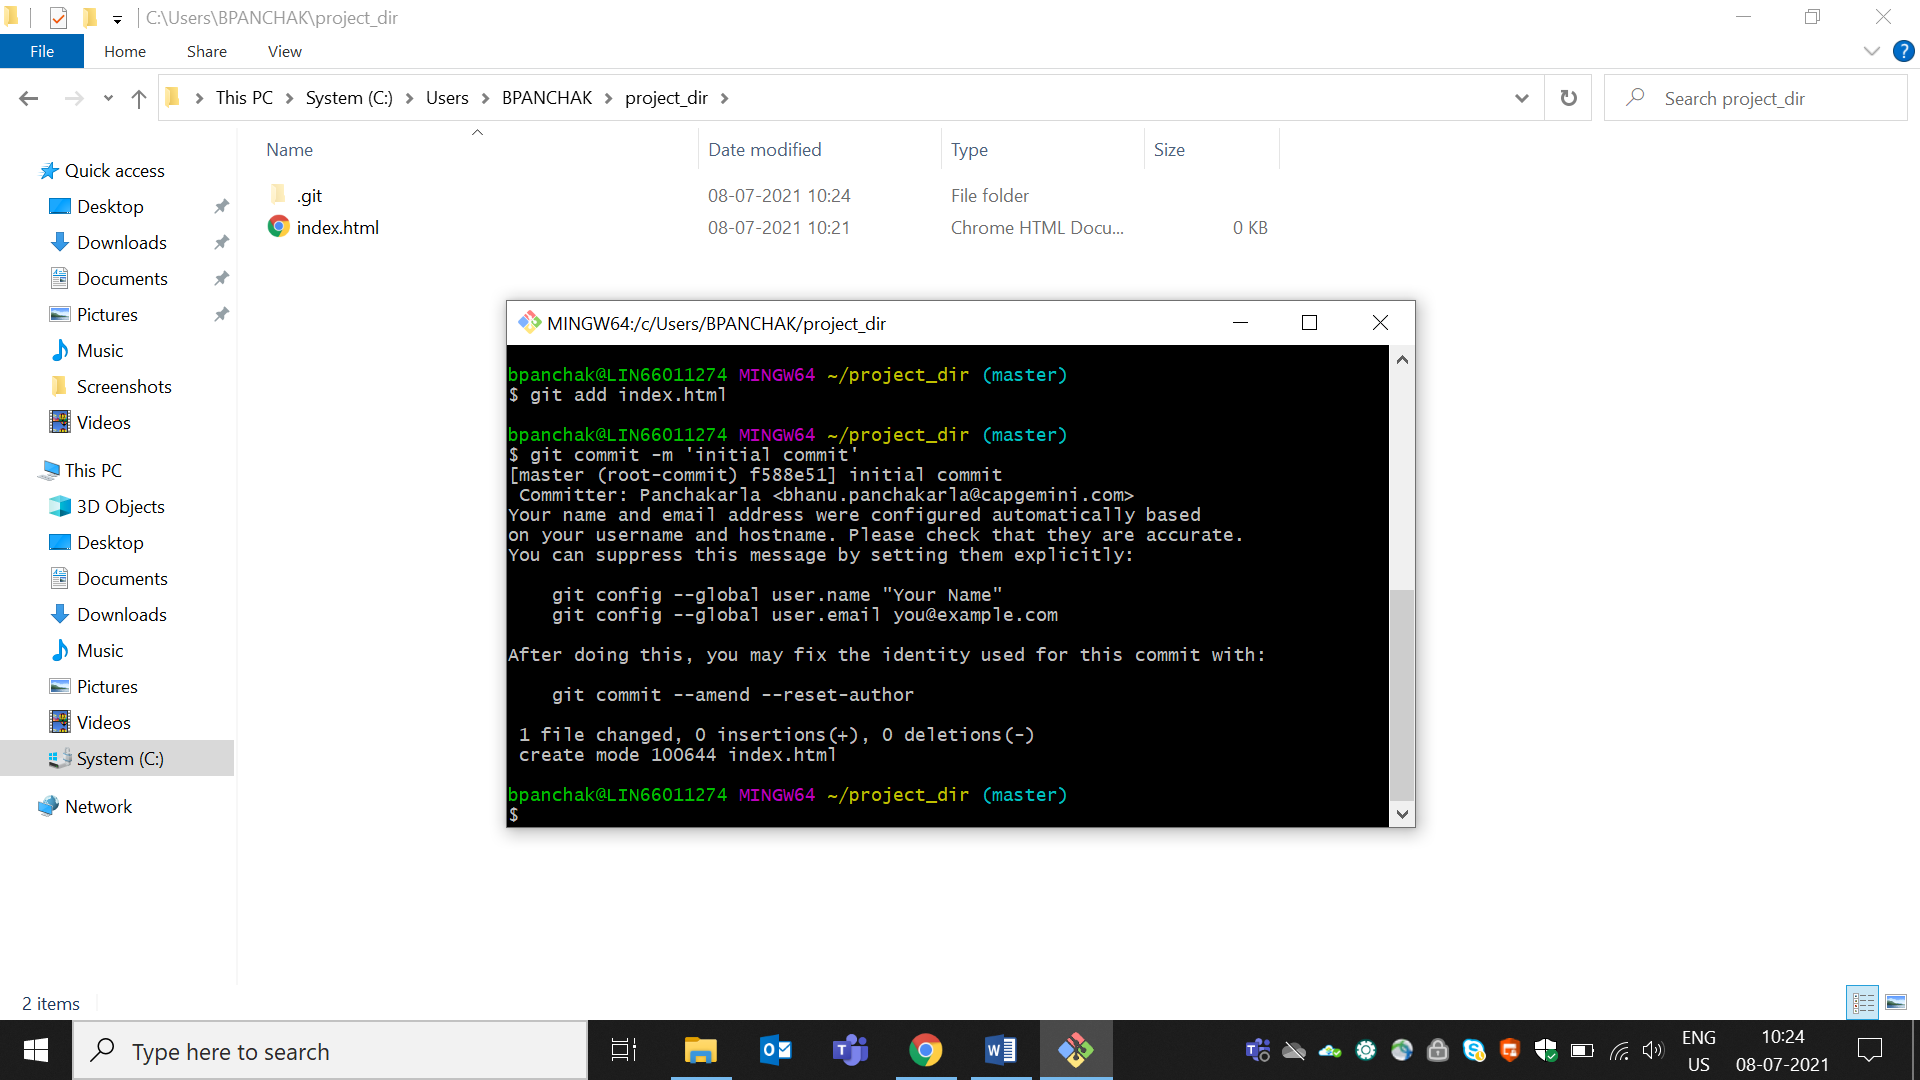 C:\Users\BPANCHAK\project_dir
File Home Share View
This PC System (C:) Users BPANCHAK project_dir
Search project_dir
Name Date modified Type Size
.git 08-07-2021 10:24 File folder
index.html 08-07-2021 10:21 Chrome HTML Docu... 0 KB
Quick access
Desktop
Downloads
Documents
Pictures
Music
Screenshots
Videos
This PC
3D Objects
Desktop
Documents
Downloads
Music
Pictures
Videos
System (C:)
Network
MINGW64:/c/Users/BPANCHAK/project_dir
bpanchak@LIN66011274 MINGW64 ~/project_dir (master)
$ git add index.html
bpanchak@LIN66011274 MINGW64 ~/project_dir (master)
$ git commit -m 'initial commit'
[master (root-commit) f588e51] initial commit
Committer: Panchakarla <bhanu.panchakarla@capgemini.com>
Your name and email address were configured automatically based
on your username and hostname. Please check that they are accurate.
You can suppress this message by setting them explicitly:
git config --global user.name "Your Name"
git config --global user.email you@example.com
After doing this, you may fix the identity used for this commit with:
git commit --amend --reset-author
1 file changed, 0 insertions(+), 0 deletions(-)
create mode 100644 index.html
bpanchak@LIN66011274 MINGW64 ~/project_dir (master)
$
2 items
Type here to search
ENG
US
10:24
08-07-2021